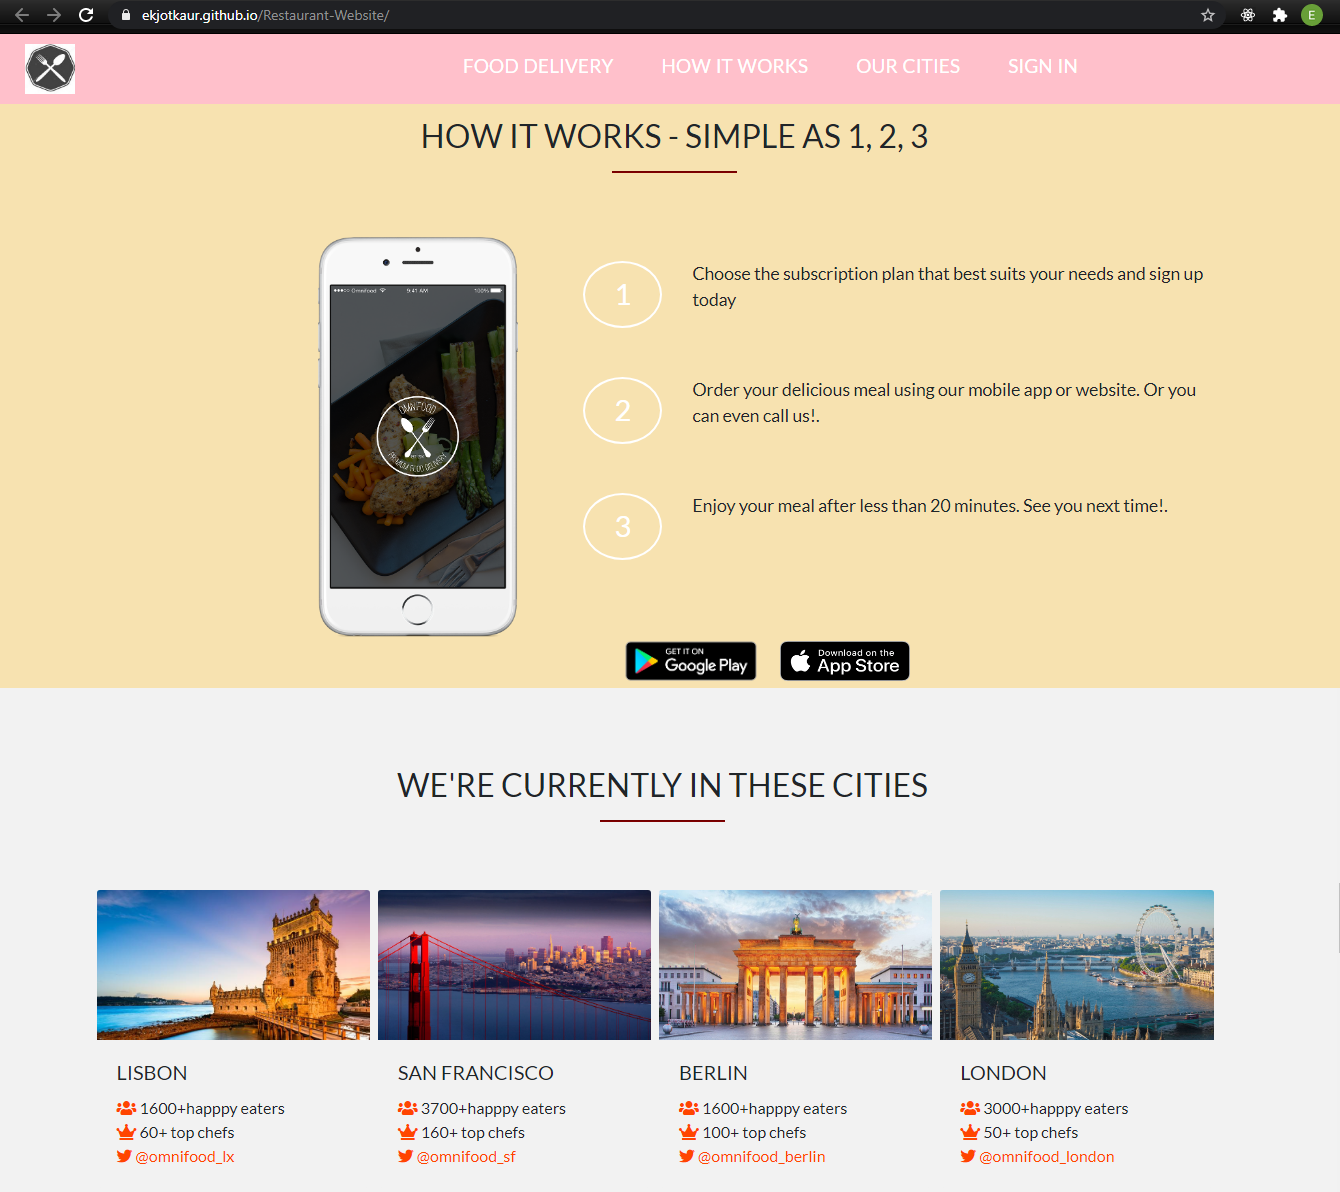 ekjotkaur.github.io/Restaurant-Website/
E
FOOD DELIVERY HOW IT WORKS OUR CITIES SIGN IN
HOW IT WORKS - SIMPLE AS 1, 2, 3
Omnifood 9:41 AM 100%
OMNIFOOD
PREMIUM FOOD DELIVERY
1
Choose the subscription plan that best suits your needs and sign up
today
2
Order your delicious meal using our mobile app or website. Or you
can even call us!.
3
Enjoy your meal after less than 20 minutes. See you next time!.
GET IT ON
Google Play
Download on the
App Store
WE'RE CURRENTLY IN THESE CITIES
LISBON
1600+happpy eaters
60+ top chefs
@omnifood_lx
SAN FRANCISCO
3700+happpy eaters
160+ top chefs
@omnifood_sf
BERLIN
1600+happpy eaters
100+ top chefs
@omnifood_berlin
LONDON
3000+happpy eaters
50+ top chefs
@omnifood_london